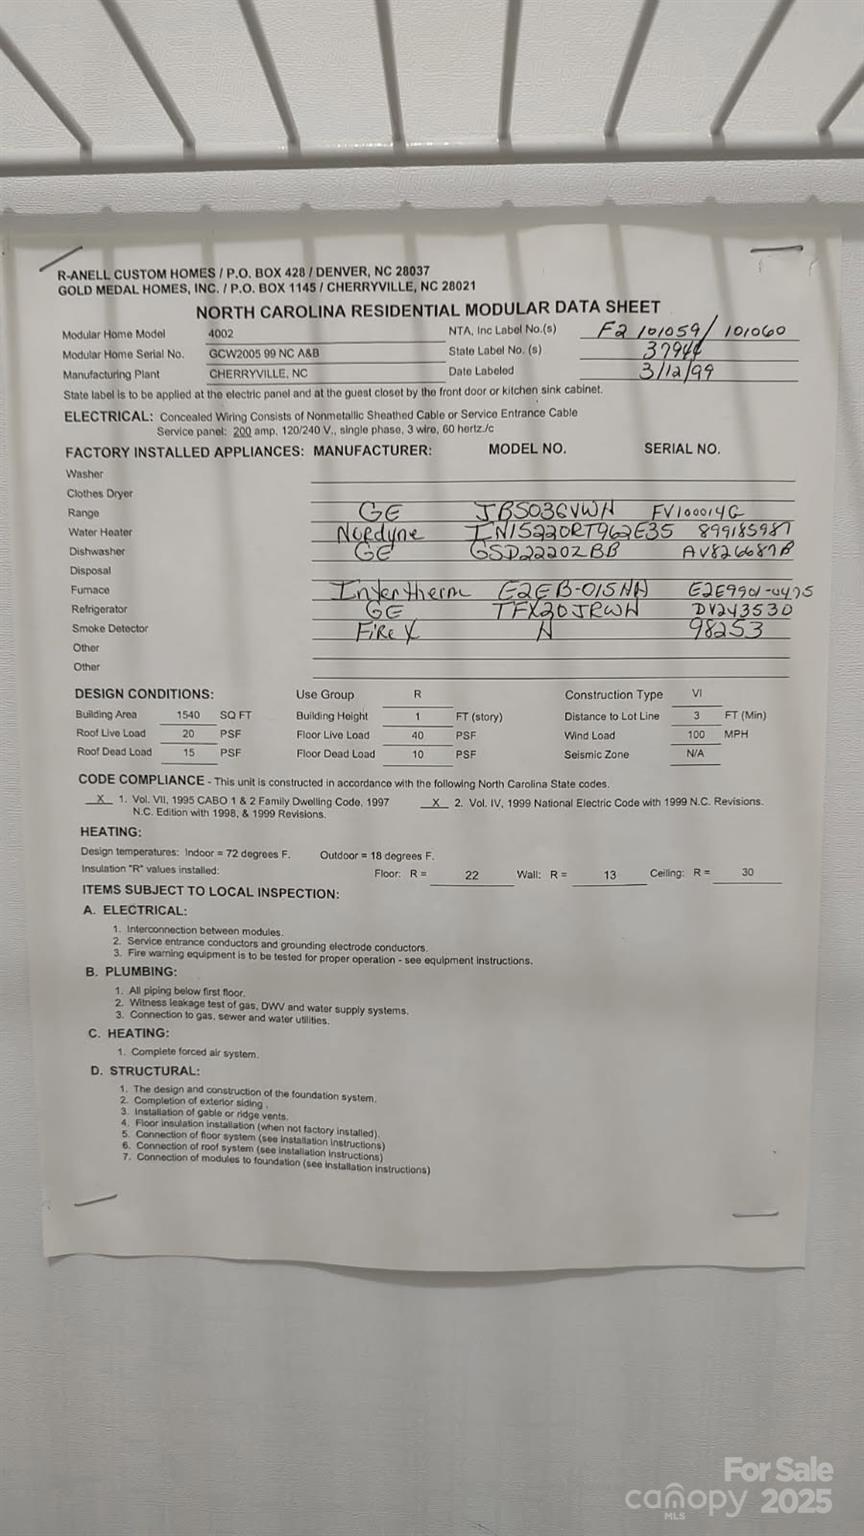 R-ANELL CUSTOM HOMES / P.O. BOX 428 / DENVER, NC 28037
GOLD MEDAL HOMES, INC. / P.O. BOX 1145 / CHERRYVILLE, NC 28021
NORTH CAROLINA RESIDENTIAL MODULAR DATA SHEET
Modular Home Model 4002 NTA, Inc Label No.(s) F2 101059/101060
Modular Home Serial No. GCW2005 99 NC A&B State Label No. (s)
Manufacturing Plant CHERRYVILLE, NC Date Labeled 3/12/99
State label is to be applied at the electric panel and at the guest closet by the front door or kitchen sink cabinet.
ELECTRICAL: Concealed Wiring Consists of Nonmetallic Sheathed Cable or Service Entrance Cable
Service panel: 200 amp, 120/240 V., single phase, 3 wire, 60 hertz./c
FACTORY INSTALLED APPLIANCES: MANUFACTURER: MODEL NO. SERIAL NO.
Washer
Clothes Dryer
Range GE JBS03GVWH FV100014G
Water Heater Nordyne 899185987
Dishwasher GE GSD2220ZBB
Disposal
Furnace Intertherm E2EB-015HH E2E9901-0475
Refrigerator GE TFX20JRWH DV243530
Smoke Detector FireX 98253
Other
Other
DESIGN CONDITIONS: Use Group R Construction Type VI
Building Area 1540 SQ FT Building Height 1 FT (story) Distance to Lot Line 3 FT (Min)
Roof Live Load 20 PSF Floor Live Load 40 PSF Wind Load 100 MPH
Roof Dead Load 15 PSF Floor Dead Load 10 PSF Seismic Zone N/A
CODE COMPLIANCE - This unit is constructed in accordance with the following North Carolina State codes.
X 1. Vol. VII, 1995 CABO 1 & 2 Family Dwelling Code, 1997 X 2. Vol. IV, 1999 National Electric Code with 1999 N.C. Revisions.
N.C. Edition with 1998, & 1999 Revisions.
HEATING:
Design temperatures: Indoor = 72 degrees F. Outdoor = 18 degrees F.
Insulation "R" values installed: Floor: R = 22 Wall: R = 13 Ceiling: R = 30
ITEMS SUBJECT TO LOCAL INSPECTION:
A. ELECTRICAL:
1. Interconnection between modules.
2. Service entrance conductors and grounding electrode conductors.
3. Fire warning equipment is to be tested for proper operation - see equipment instructions.
B. PLUMBING:
1. All piping below first floor.
2. Witness leakage test of gas, DWV and water supply systems.
3. Connection to gas, sewer and water utilities.
C. HEATING:
1. Complete forced air system.
D. STRUCTURAL:
1. The design and construction of the foundation system.
2. Completion of exterior siding.
3. Installation of gable or ridge vents.
4. Floor insulation installation (when not factory installed).
5. Connection of floor system (see installation instructions)
6. Connection of roof system (see installation instructions)
7. Connection of modules to foundation (see installation instructions)
For Sale
canopy 2025
MLS